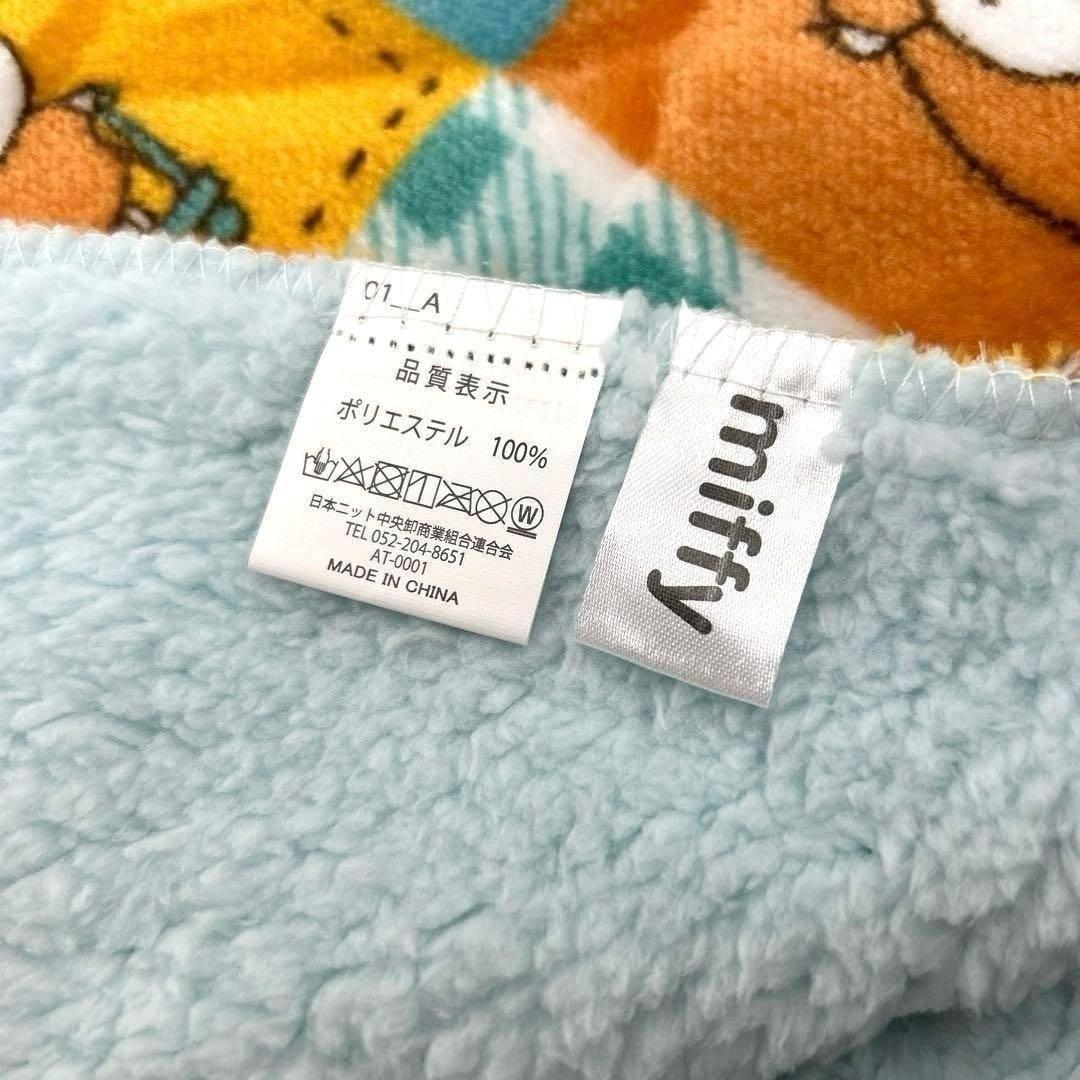 01__A
品質表示
ポリエステル 100%
W
日本ニット中央卸商業組合連合会
TEL 052-204-8651
AT-0001
MADE IN CHINA
miffy